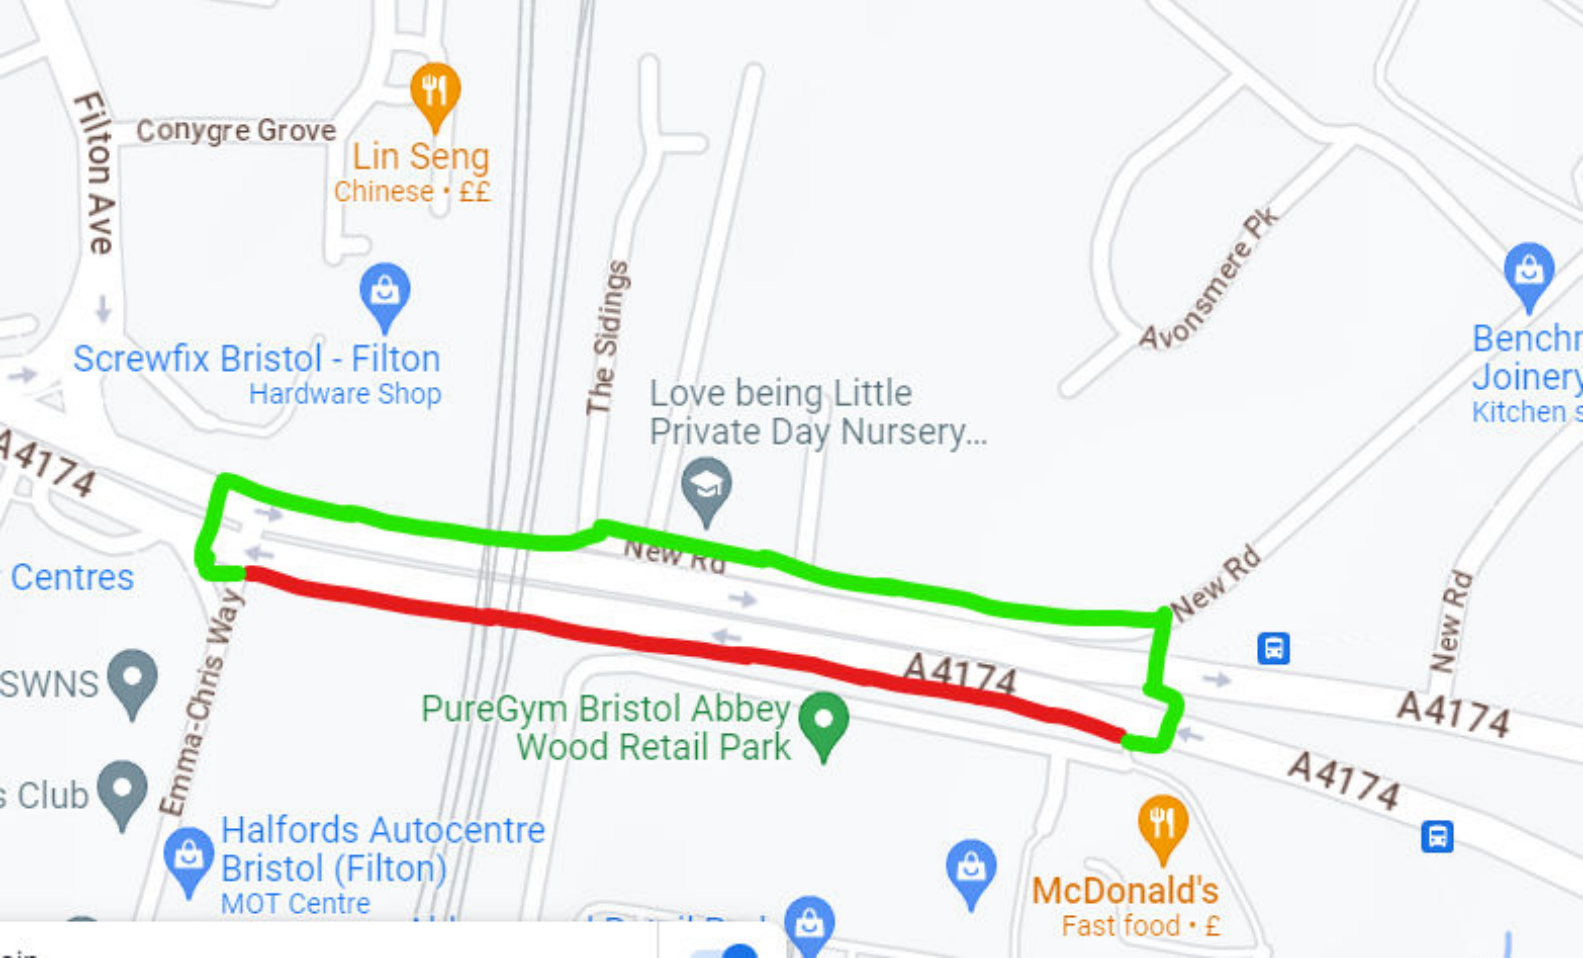 Filton Ave
Conygre Grove
Lin Seng
Chinese • ££
Screwfix Bristol - Filton
Hardware Shop
The Sidings
Love being Little
Private Day Nursery...
Avonsmere Pk
Benchr
Joinery
Kitchen s
A4174
New Rd
New Rd
New Rd
Centres
Emma-Chris Way
A4174
A4174
A4174
SWNS
PureGym Bristol Abbey
Wood Retail Park
s Club
Halfords Autocentre
Bristol (Filton)
MOT Centre
McDonald's
Fast food • £